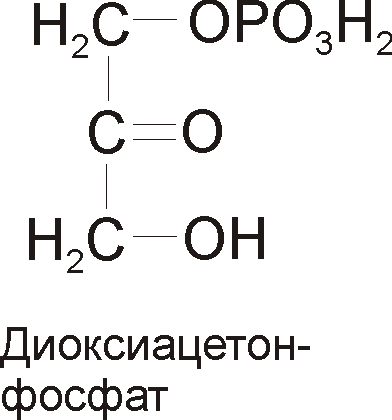 H₂C—OPO₃H₂
C=O
H₂C—OH
Диоксиацетон-
фосфат